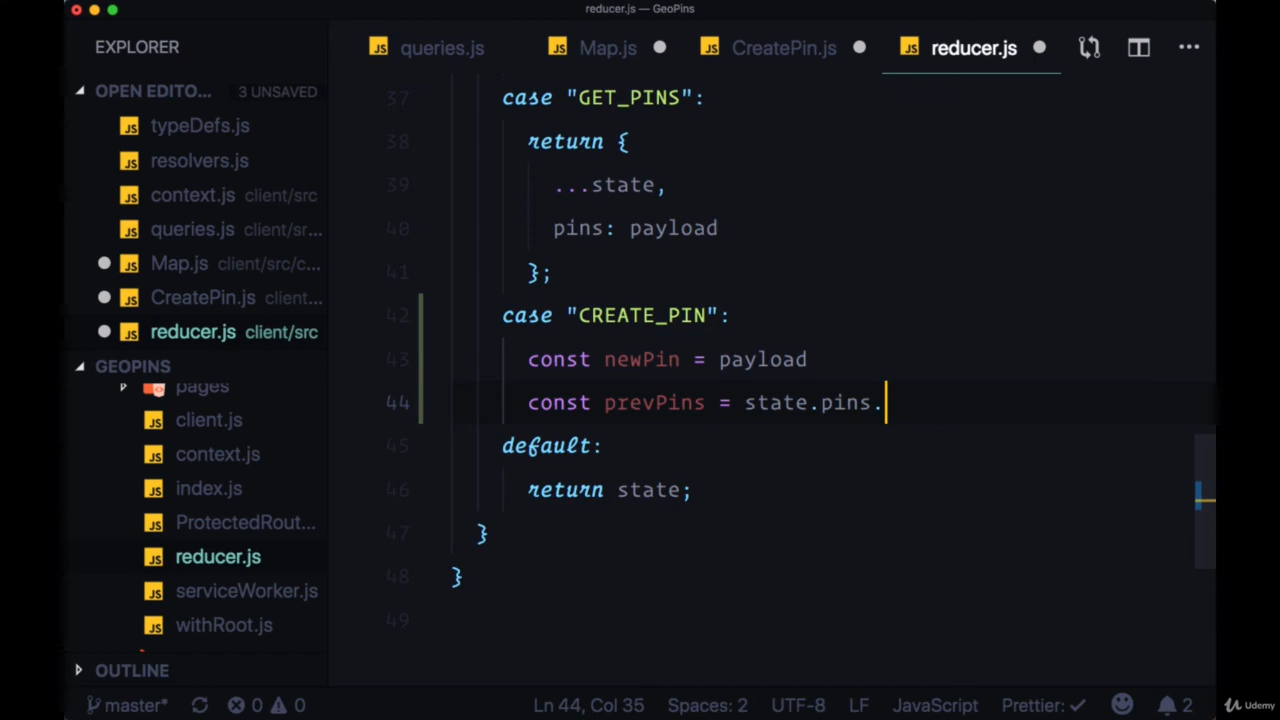 reducer.js — GeoPins
EXPLORER
queries.js
Map.js
CreatePin.js
reducer.js
OPEN EDITO... 3 UNSAVED
typeDefs.js
resolvers.js
context.js client/src
queries.js client/sr...
Map.js client/src/c...
CreatePin.js client...
reducer.js client/src
GEOPINS
pages
client.js
context.js
index.js
ProtectedRout...
reducer.js
serviceWorker.js
withRoot.js
OUTLINE
37 case "GET_PINS":
38 return {
39 ...state,
40 pins: payload
41 };
42 case "CREATE_PIN":
43 const newPin = payload
44 const prevPins = state.pins.
45 default:
46 return state;
47 }
48 }
49
master* 0 0 Ln 44, Col 35 Spaces: 2 UTF-8 LF JavaScript Prettier: ✓ 2
Udemy